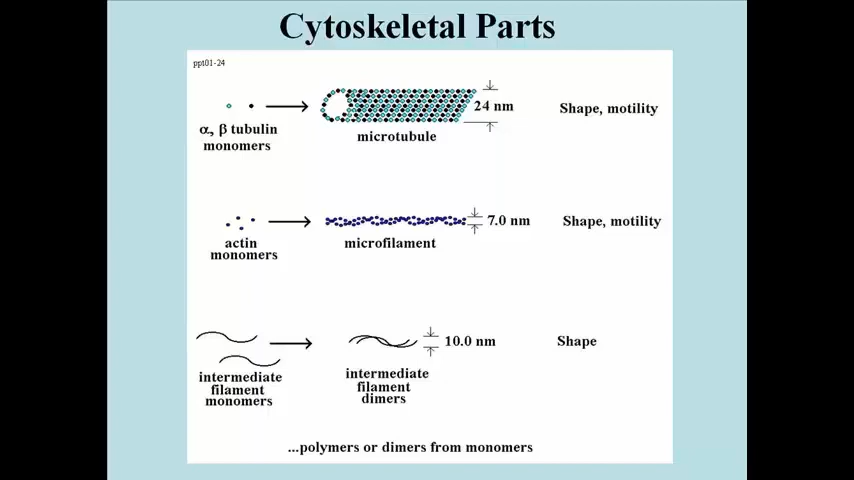 Cytoskeletal Parts
ppt01-24
α, β tubulin
monomers
microtubule
24 nm
Shape, motility
actin
monomers
microfilament
7.0 nm
Shape, motility
intermediate
filament
monomers
intermediate
filament
dimers
10.0 nm
Shape
...polymers or dimers from monomers